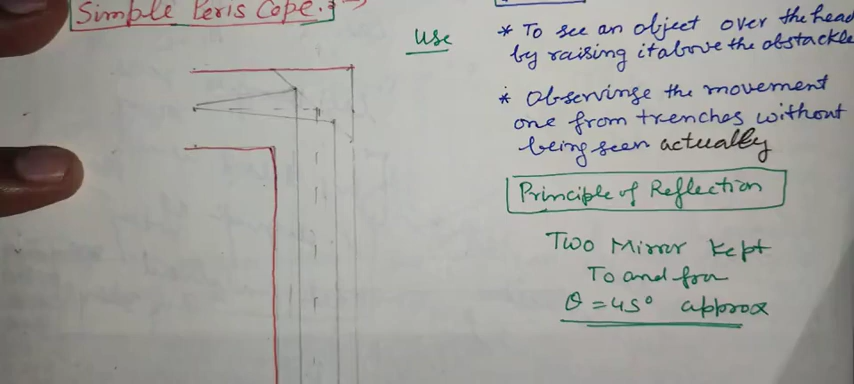 Simple Peris Cope.:
Use
* To see an object over the head
by raising it above the obstackle
* Observinge the movement
one from trenches without
being seen actually
Principle of Reflection
Two Mirror Kept
To and fro
θ = 45° approx